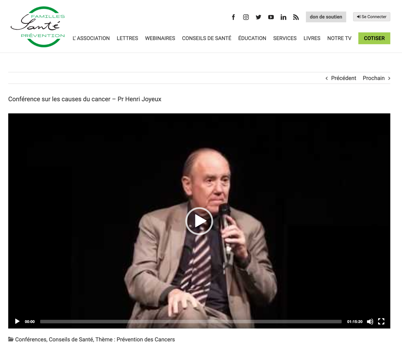 FAMILLES
Santé
PRÉVENTION
don de soutien
Se Connecter
L' ASSOCIATION LETTRES WEBINAIRES CONSEILS DE SANTÉ ÉDUCATION SERVICES LIVRES NOTRE TV COTISER
Précédent Prochain
Conférence sur les causes du cancer – Pr Henri Joyeux
00:00 01:15:20
Conférences, Conseils de Santé, Thème : Prévention des Cancers